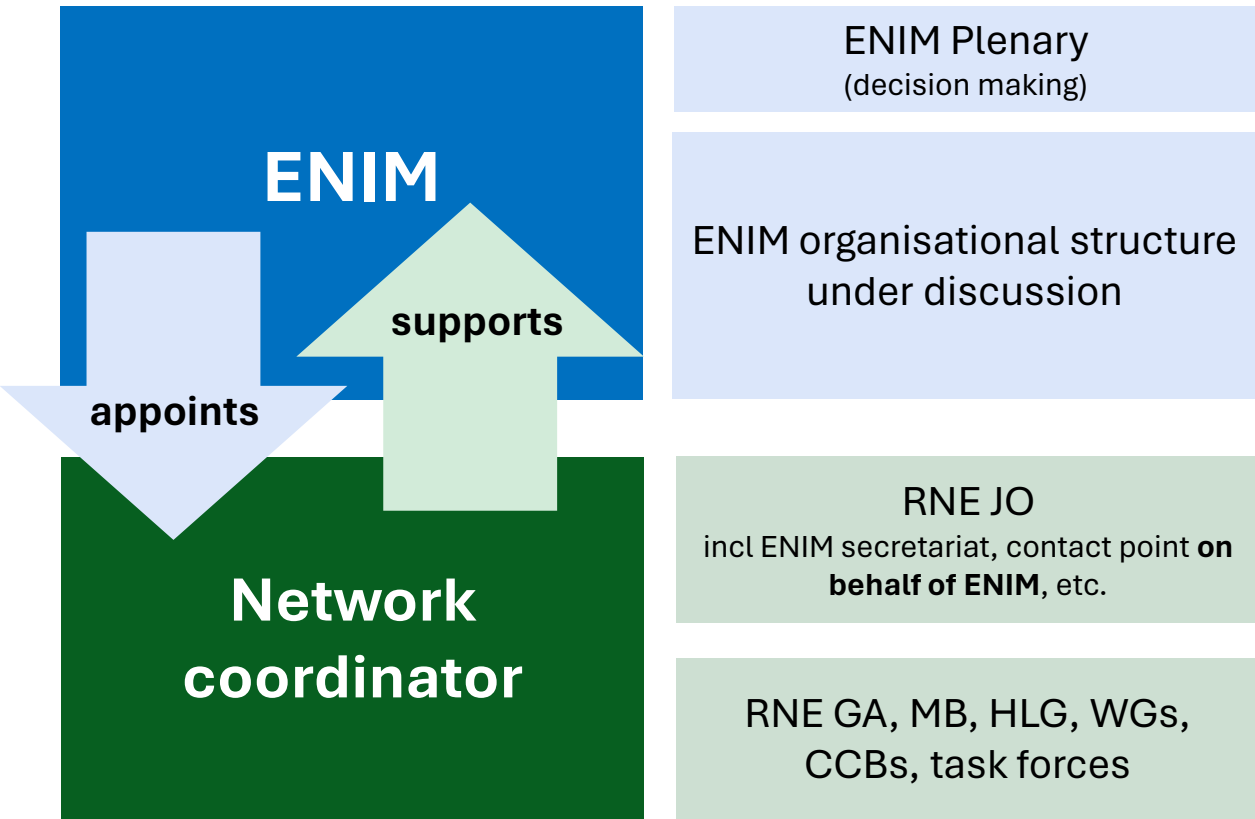 ENIM
supports
appoints
Network
coordinator
ENIM Plenary
(decision making)
ENIM organisational structure
under discussion
RNE JO
incl ENIM secretariat, contact point on
behalf of ENIM, etc.
RNE GA, MB, HLG, WGs,
CCBs, task forces